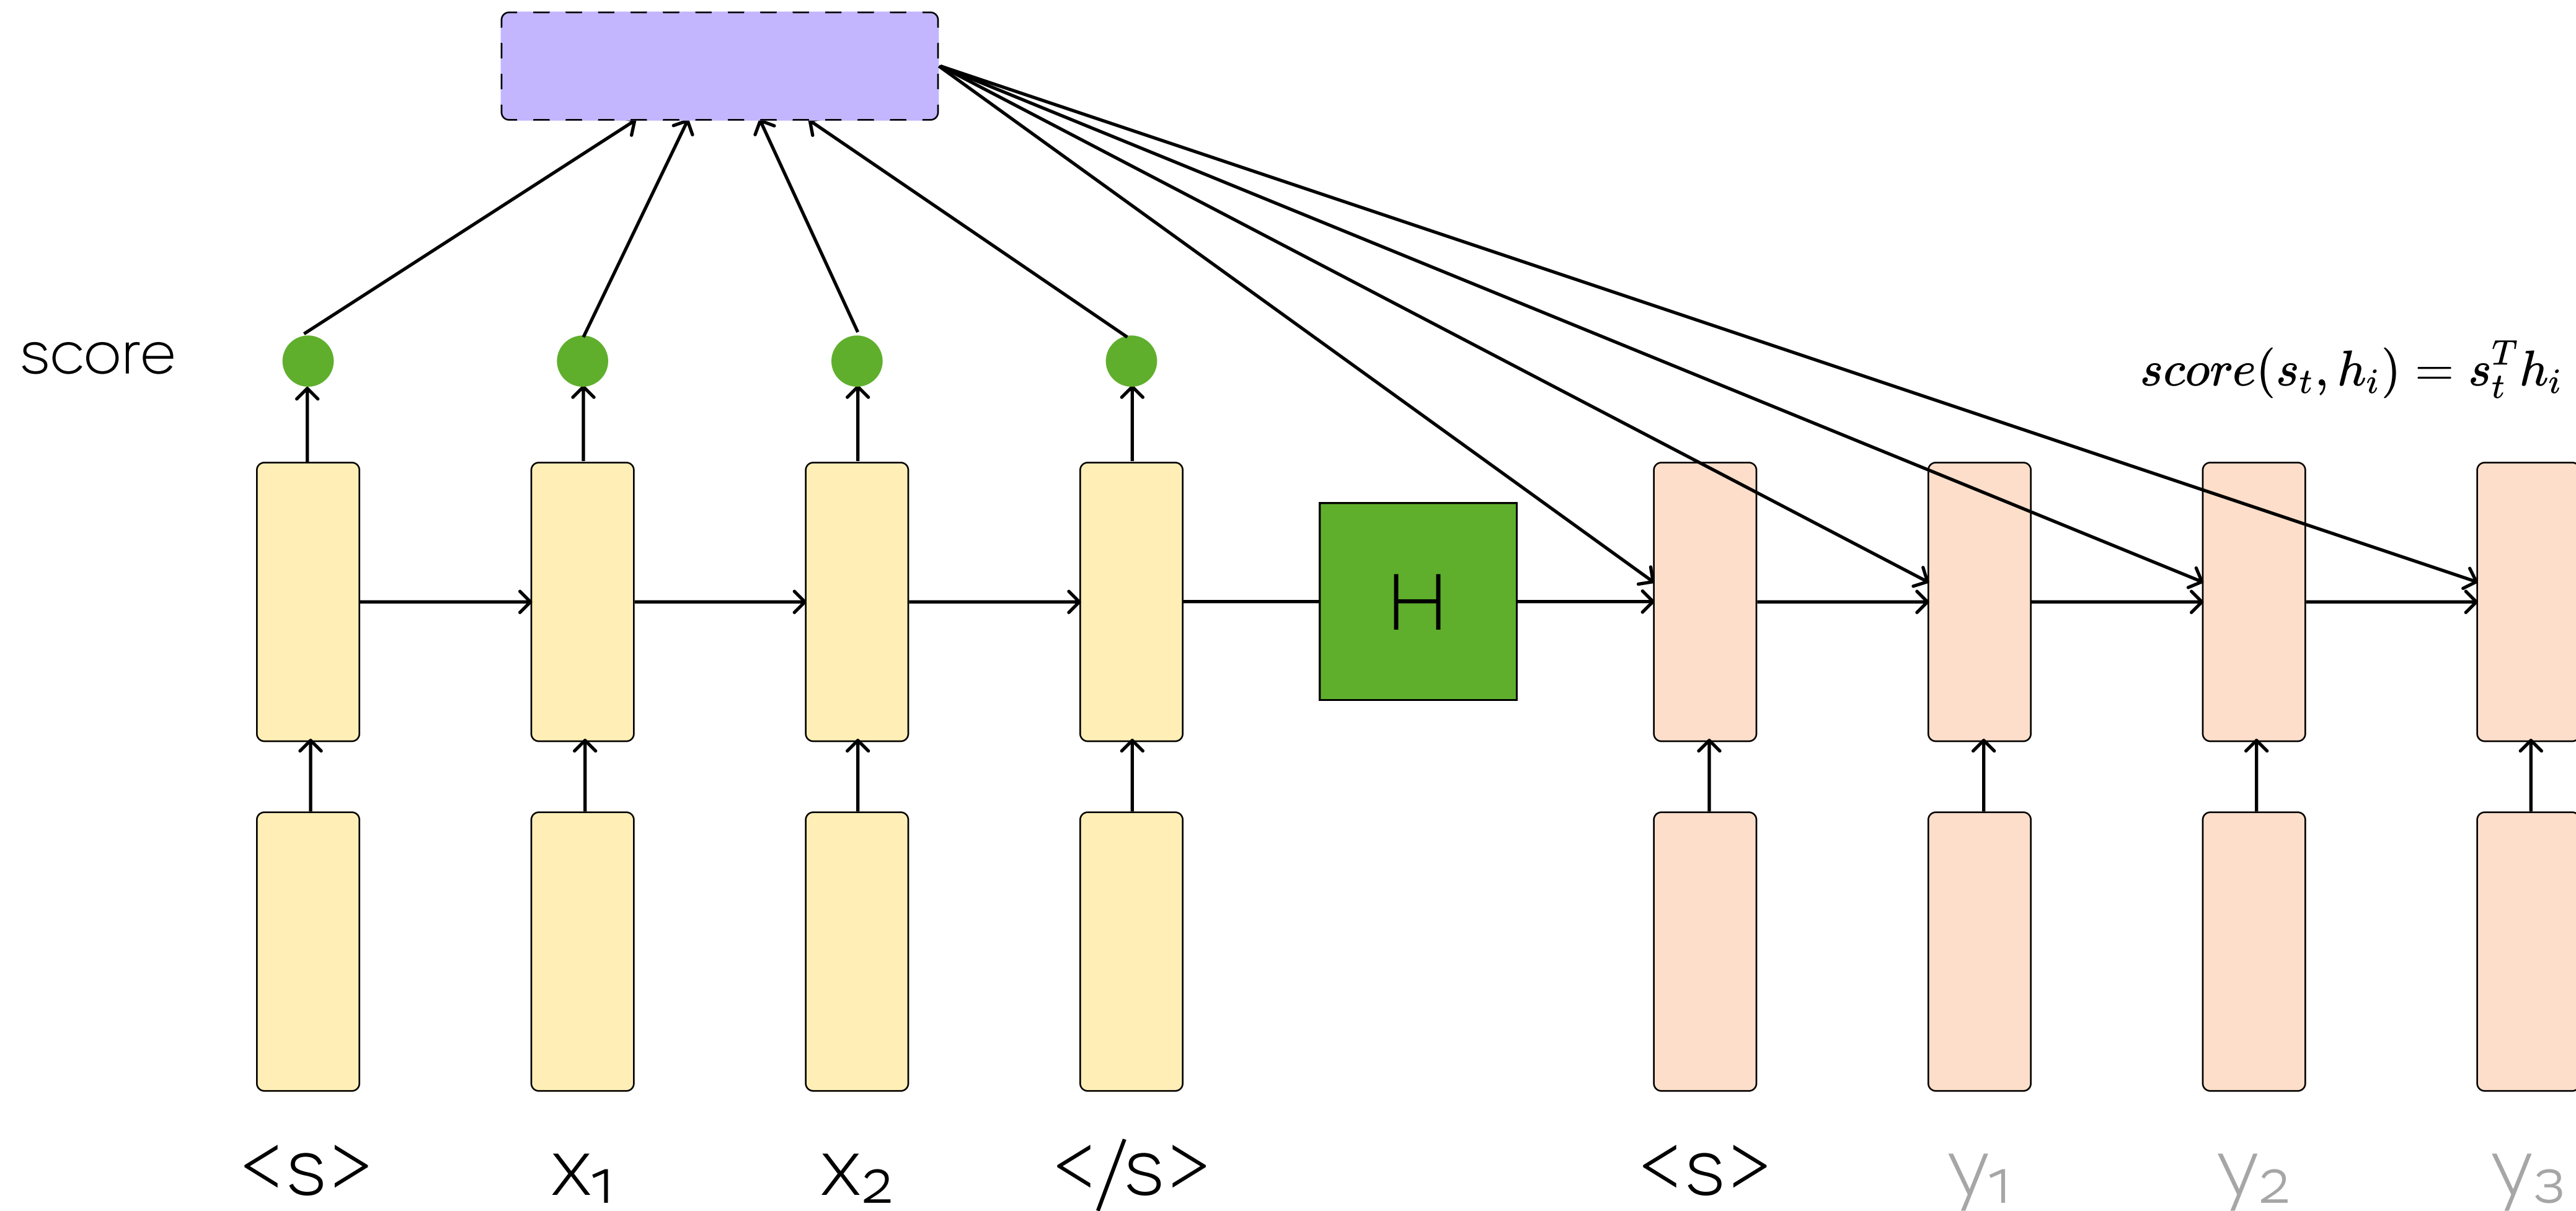 score
score(s_t, h_i) = s_t^T h_i
H
<s> x₁ x₂ </s> <s> y₁ y₂ y₃